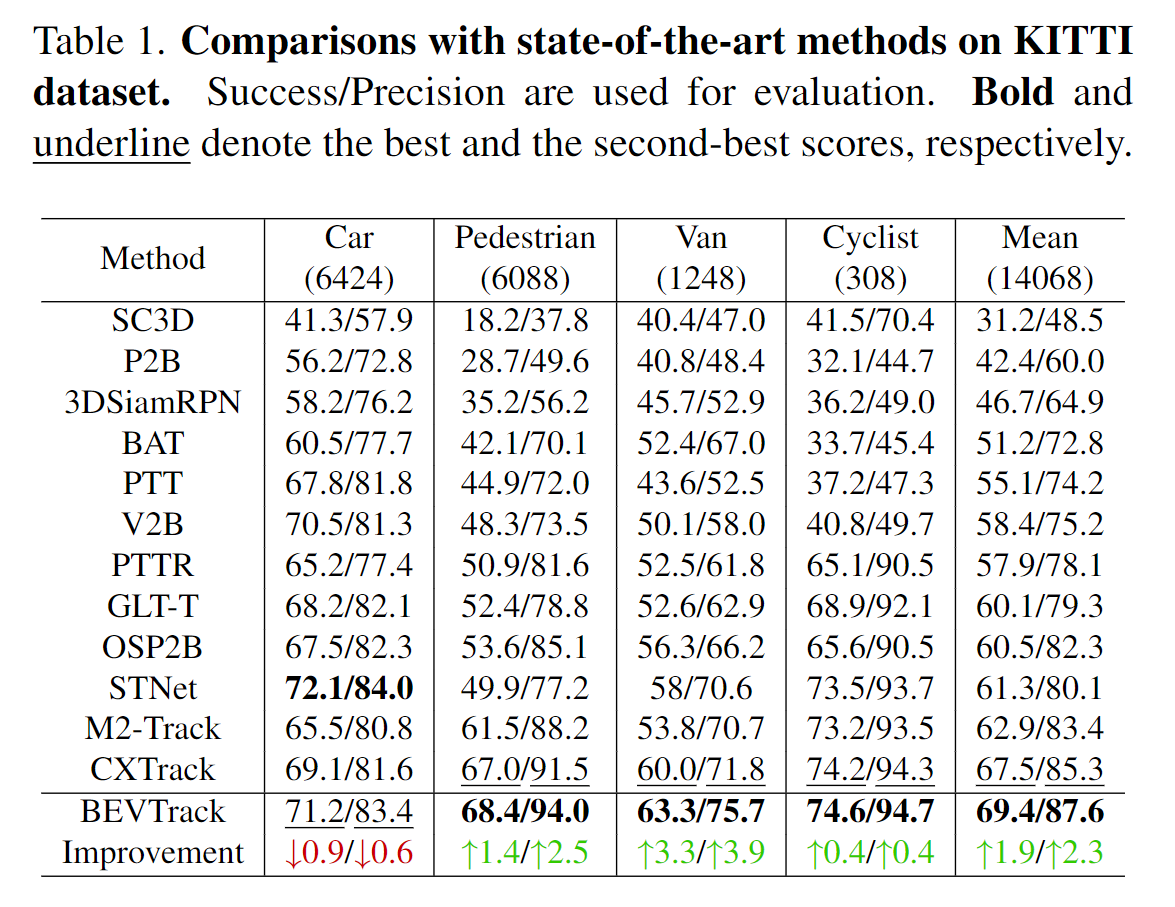 Table 1. Comparisons with state-of-the-art methods on KITTI
dataset. Success/Precision are used for evaluation. Bold and
underline denote the best and the second-best scores, respectively.
Method Car Pedestrian Van Cyclist Mean
(6424) (6088) (1248) (308) (14068)
SC3D 41.3/57.9 18.2/37.8 40.4/47.0 41.5/70.4 31.2/48.5
P2B 56.2/72.8 28.7/49.6 40.8/48.4 32.1/44.7 42.4/60.0
3DSiamRPN 58.2/76.2 35.2/56.2 45.7/52.9 36.2/49.0 46.7/64.9
BAT 60.5/77.7 42.1/70.1 52.4/67.0 33.7/45.4 51.2/72.8
PTT 67.8/81.8 44.9/72.0 43.6/52.5 37.2/47.3 55.1/74.2
V2B 70.5/81.3 48.3/73.5 50.1/58.0 40.8/49.7 58.4/75.2
PTTR 65.2/77.4 50.9/81.6 52.5/61.8 65.1/90.5 57.9/78.1
GLT-T 68.2/82.1 52.4/78.8 52.6/62.9 68.9/92.1 60.1/79.3
OSP2B 67.5/82.3 53.6/85.1 56.3/66.2 65.6/90.5 60.5/82.3
STNet 72.1/84.0 49.9/77.2 58/70.6 73.5/93.7 61.3/80.1
M2-Track 65.5/80.8 61.5/88.2 53.8/70.7 73.2/93.5 62.9/83.4
CXTrack 69.1/81.6 67.0/91.5 60.0/71.8 74.2/94.3 67.5/85.3
BEVTrack 71.2/83.4 68.4/94.0 63.3/75.7 74.6/94.7 69.4/87.6
Improvement ↓0.9/↓0.6 ↑1.4/↑2.5 ↑3.3/↑3.9 ↑0.4/↑0.4 ↑1.9/↑2.3